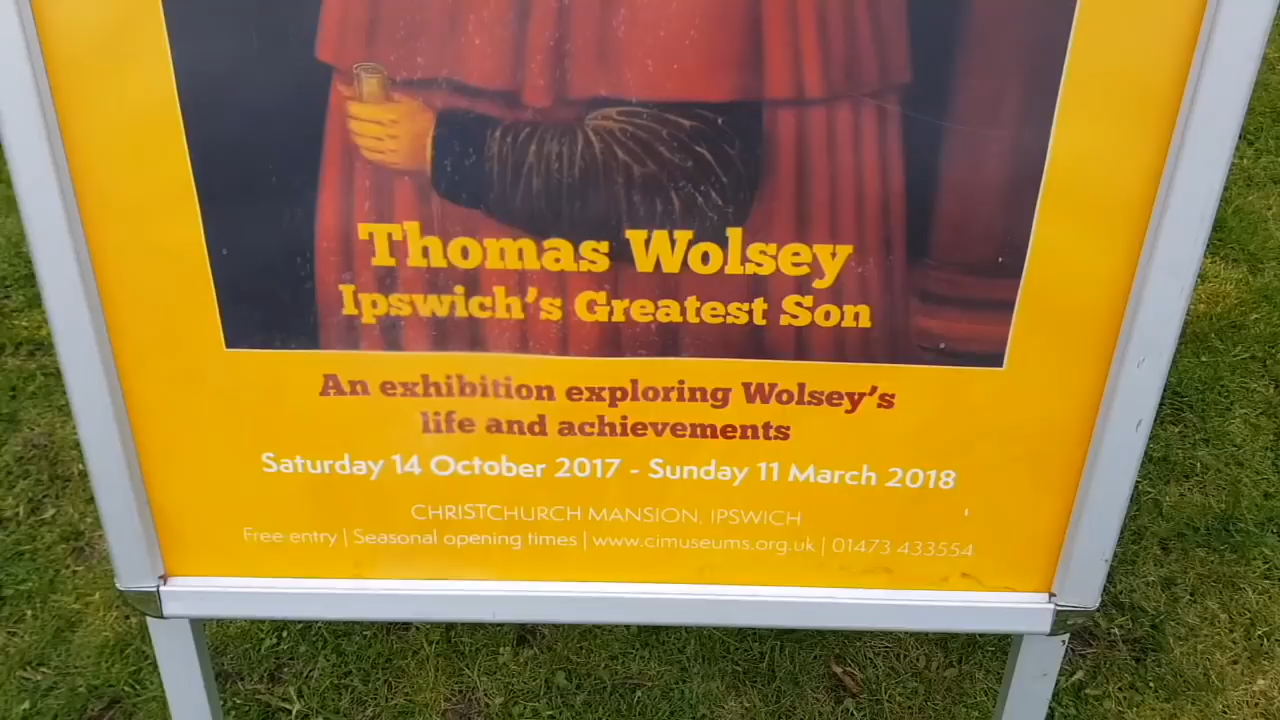 Thomas Wolsey
Ipswich's Greatest Son
An exhibition exploring Wolsey's
life and achievements
Saturday 14 October 2017 - Sunday 11 March 2018
CHRISTCHURCH MANSION, IPSWICH
Free entry | Seasonal opening times | www.cimuseums.org.uk | 01473 433554